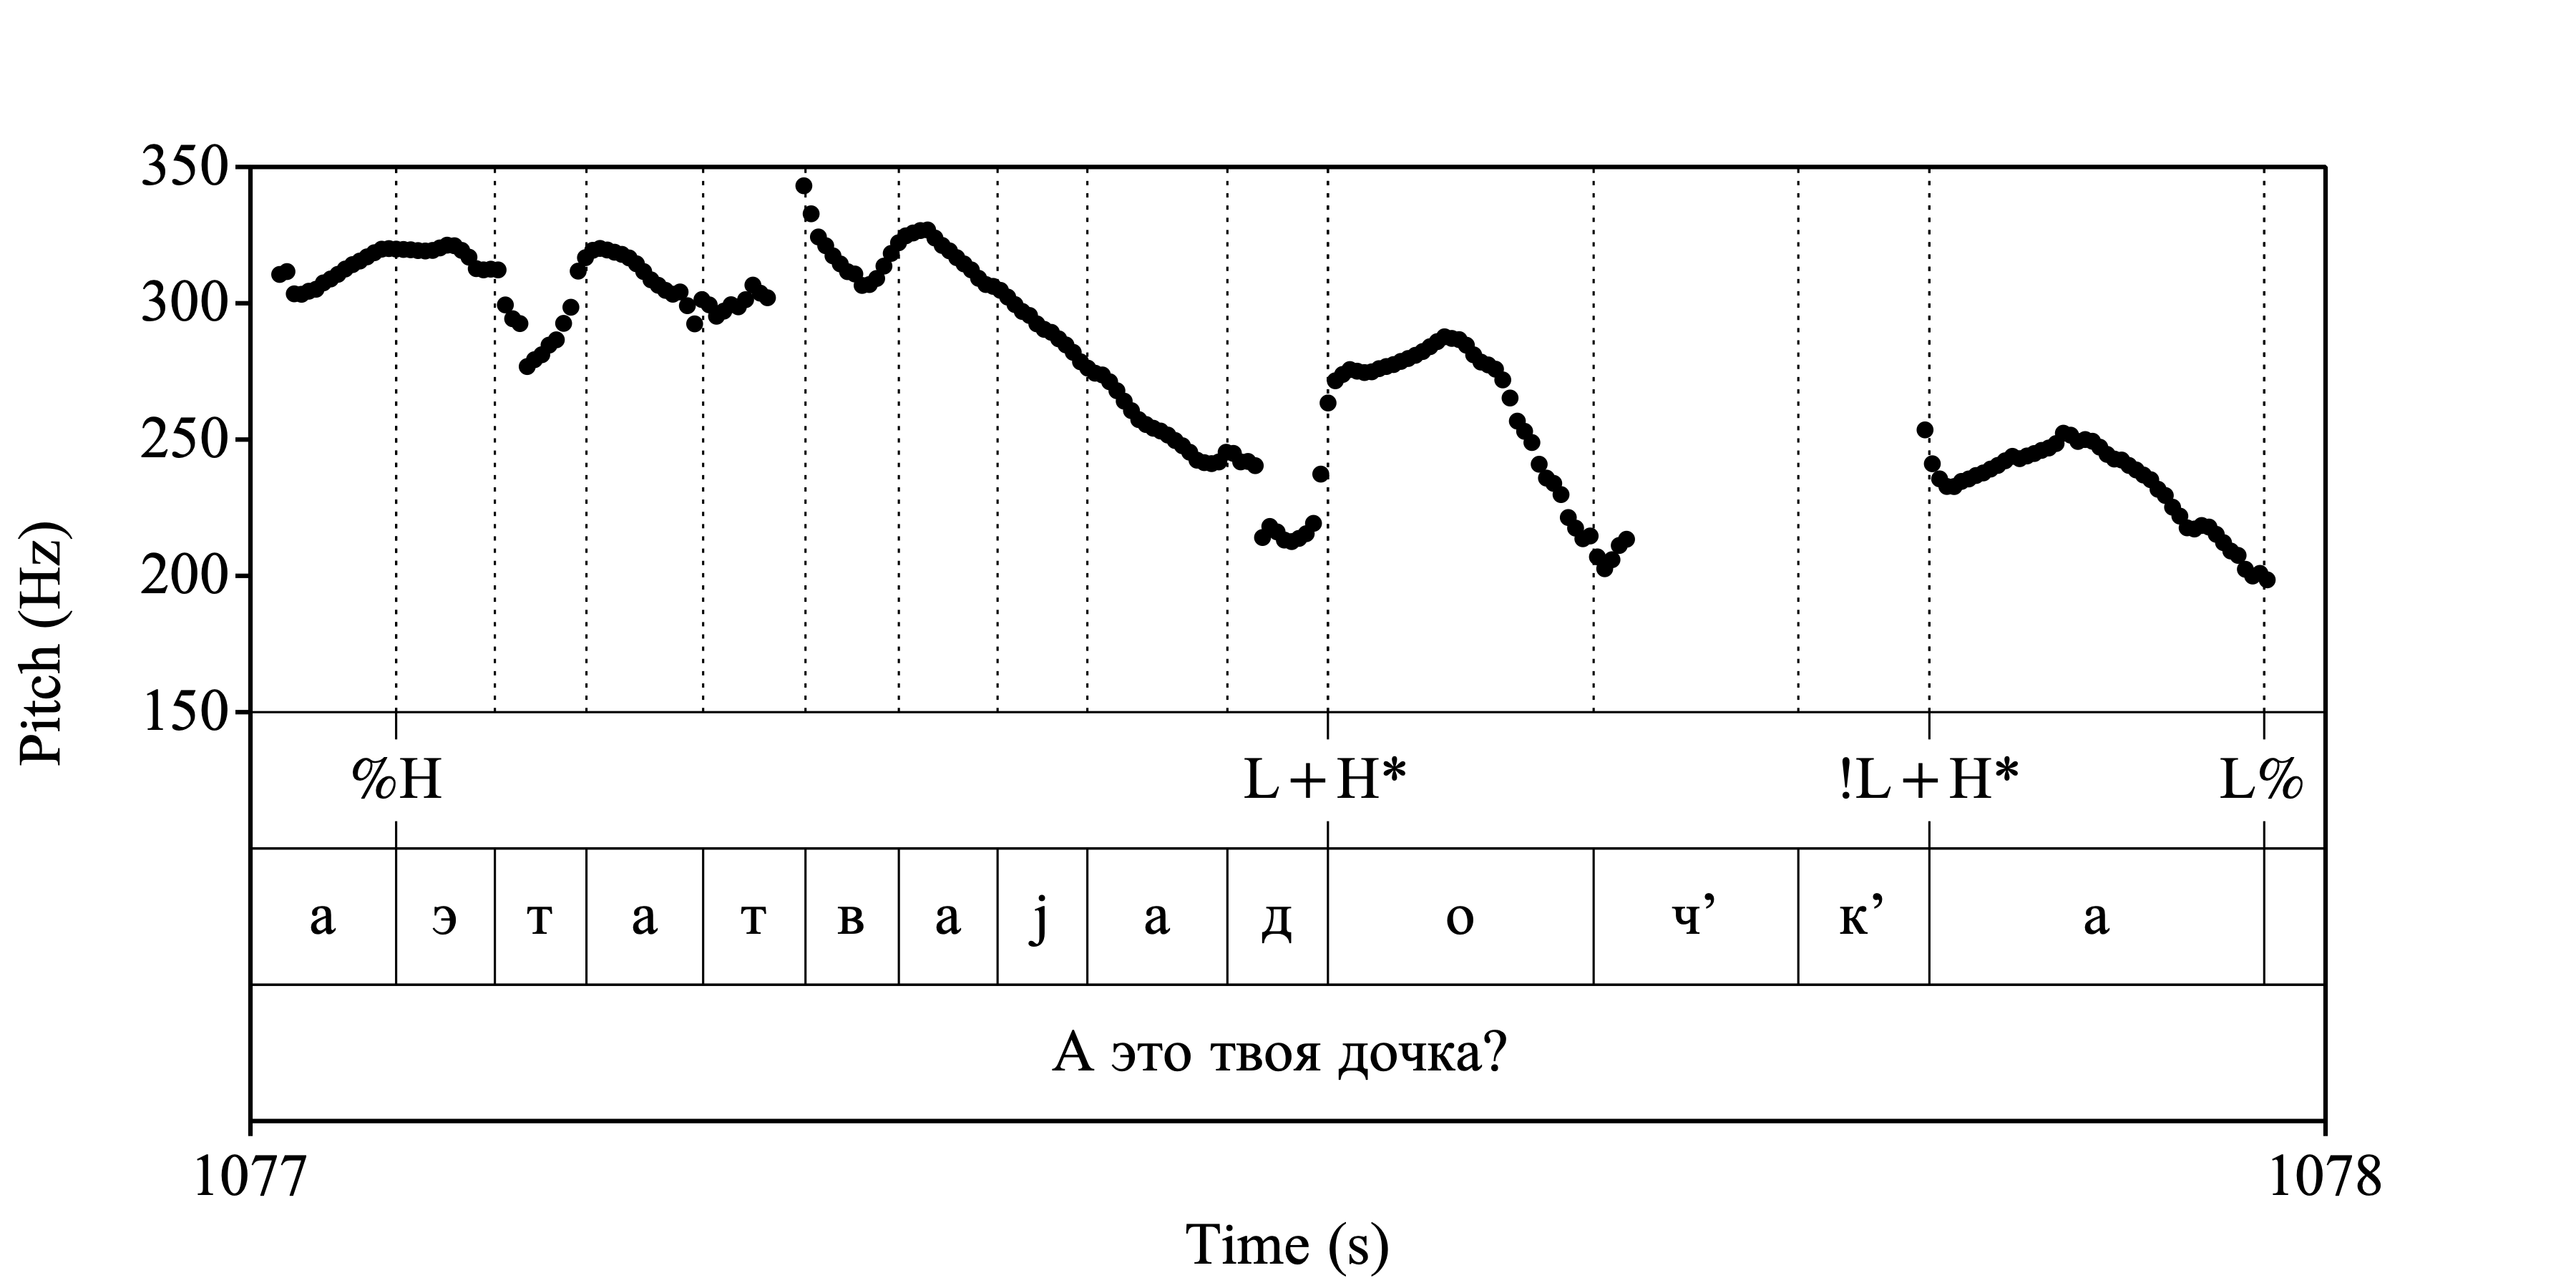 350
300
250
200
150
Pitch (Hz)
%H L+H* !L+H* L%
а э т а т в а j а д о ч’ к’ а
А это твоя дочка?
1077 1078
Time (s)